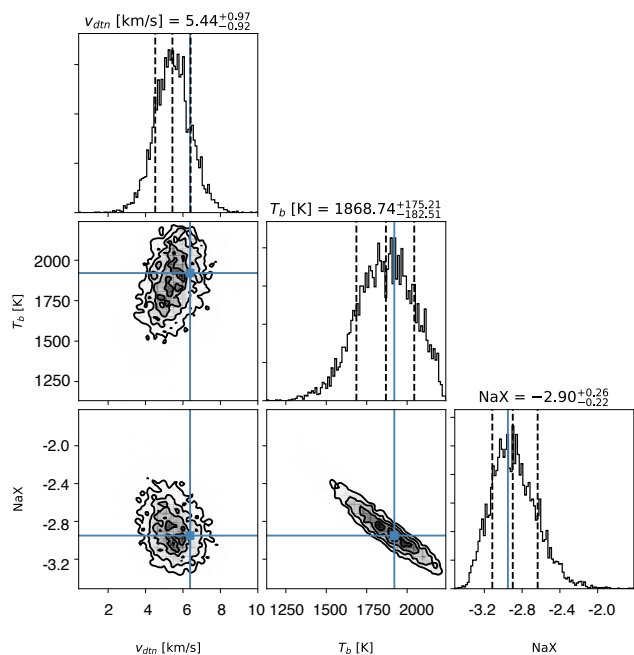 v_dtn [km/s] = 5.44^{+0.97}_{−0.92}
T_b [K] = 1868.74^{+175.21}_{−182.51}
T_b [K]
2000
1750
1500
1250
NaX = −2.90^{+0.26}_{−0.22}
NaX
-2.0
-2.4
-2.8
-3.2
2 4 6 8 10
1250 1500 1750 2000
-3.2 -2.8 -2.4 -2.0
v_dtn [km/s]
T_b [K]
NaX